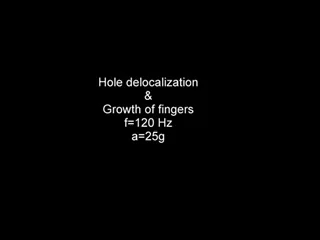 Hole delocalization
&
Growth of fingers
f=120 Hz
a=25g